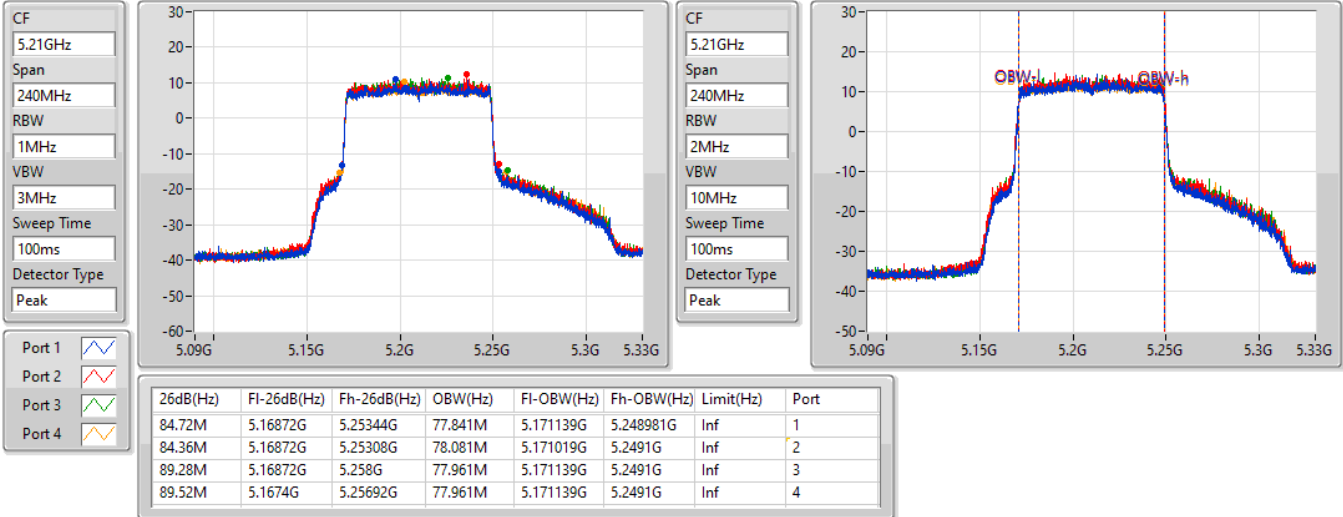 CF
5.21GHz
Span
240MHz
RBW
1MHz
VBW
3MHz
Sweep Time
100ms
Detector Type
Peak
30
20
10
0
-10
-20
-30
-40
-50
-60
5.09G 5.15G 5.2G 5.25G 5.3G 5.33G
CF
5.21GHz
Span
240MHz
RBW
2MHz
VBW
10MHz
Sweep Time
100ms
Detector Type
Peak
30
20
10
0
-10
-20
-30
-40
-50
OBW-l OBW-h
5.09G 5.15G 5.2G 5.25G 5.3G 5.33G
Port 1
Port 2
Port 3
Port 4
26dB(Hz) Fl-26dB(Hz) Fh-26dB(Hz) OBW(Hz) Fl-OBW(Hz) Fh-OBW(Hz) Limit(Hz) Port
84.72M 5.16872G 5.25344G 77.841M 5.171139G 5.248981G Inf 1
84.36M 5.16872G 5.25308G 78.081M 5.171019G 5.2491G Inf 2
89.28M 5.16872G 5.258G 77.961M 5.171139G 5.2491G Inf 3
89.52M 5.1674G 5.25692G 77.961M 5.171139G 5.2491G Inf 4